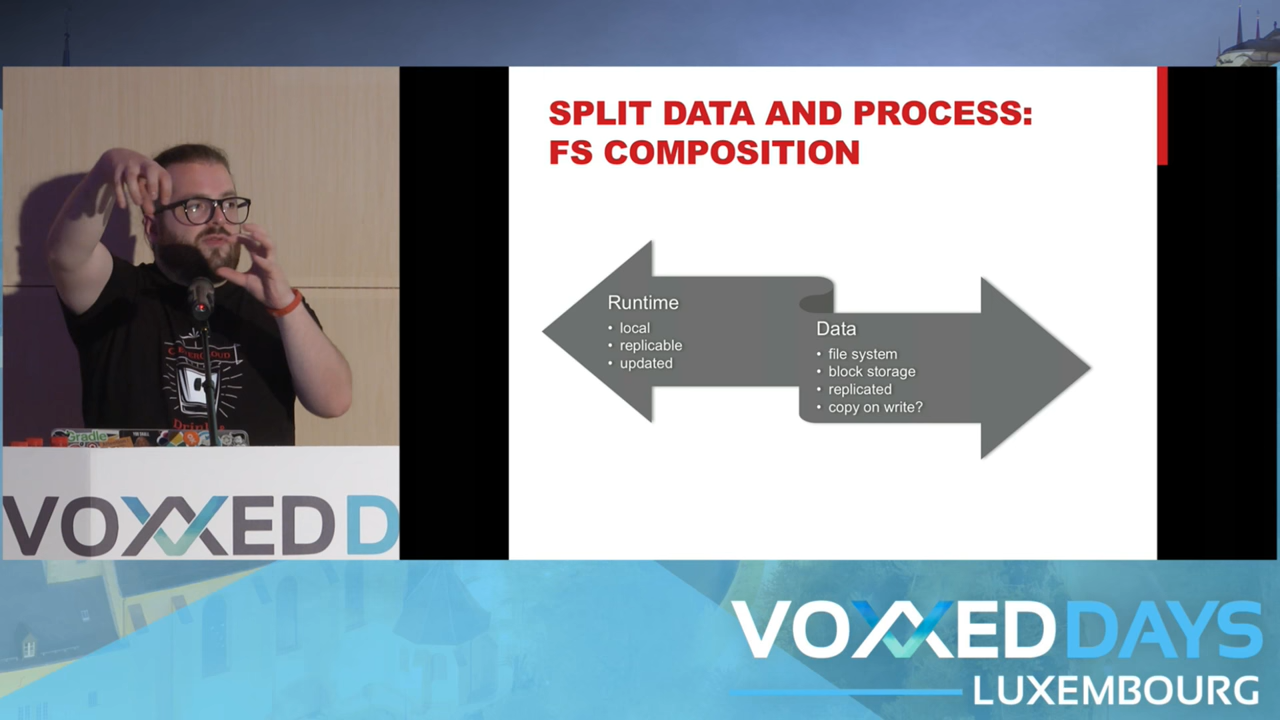 SPLIT DATA AND PROCESS:
FS COMPOSITION
Runtime
• local
• replicable
• updated
Data
• file system
• block storage
• replicated
• copy on write?
Gradle
VOXXED D
VOXXED DAYS
LUXEMBOURG